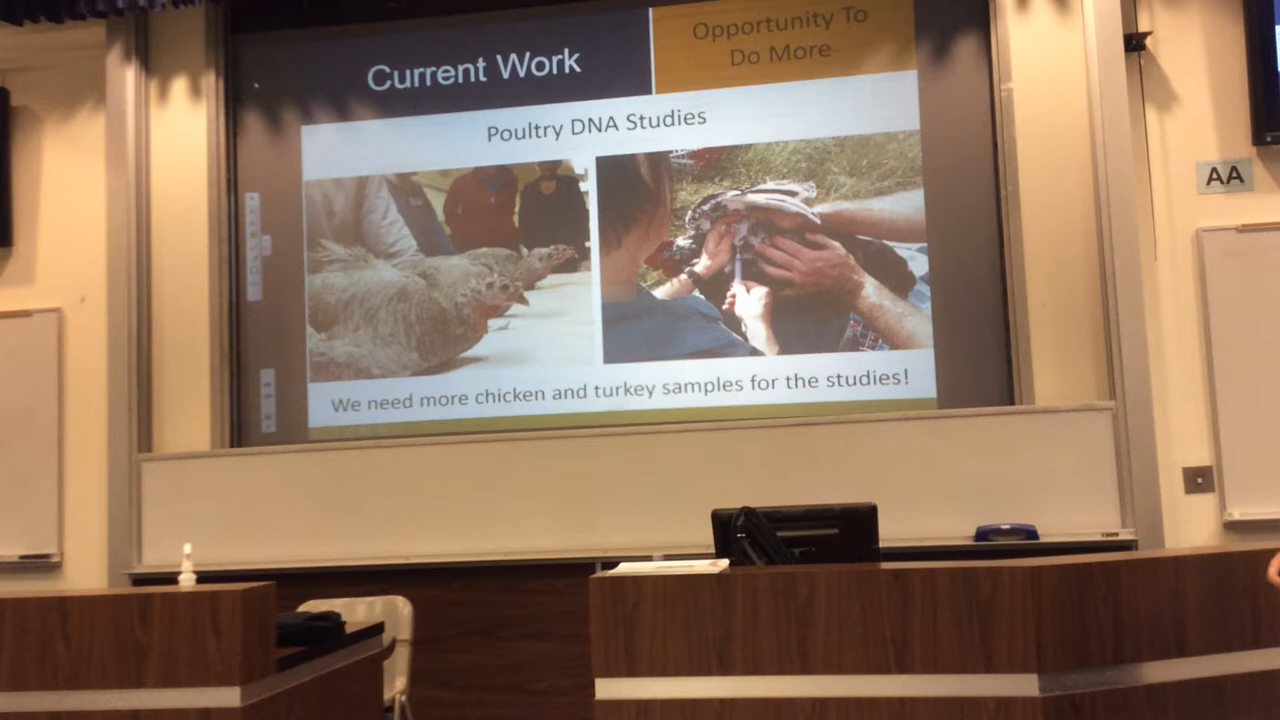 Current Work
Opportunity To
Do More
Poultry DNA Studies
We need more chicken and turkey samples for the studies!
AA